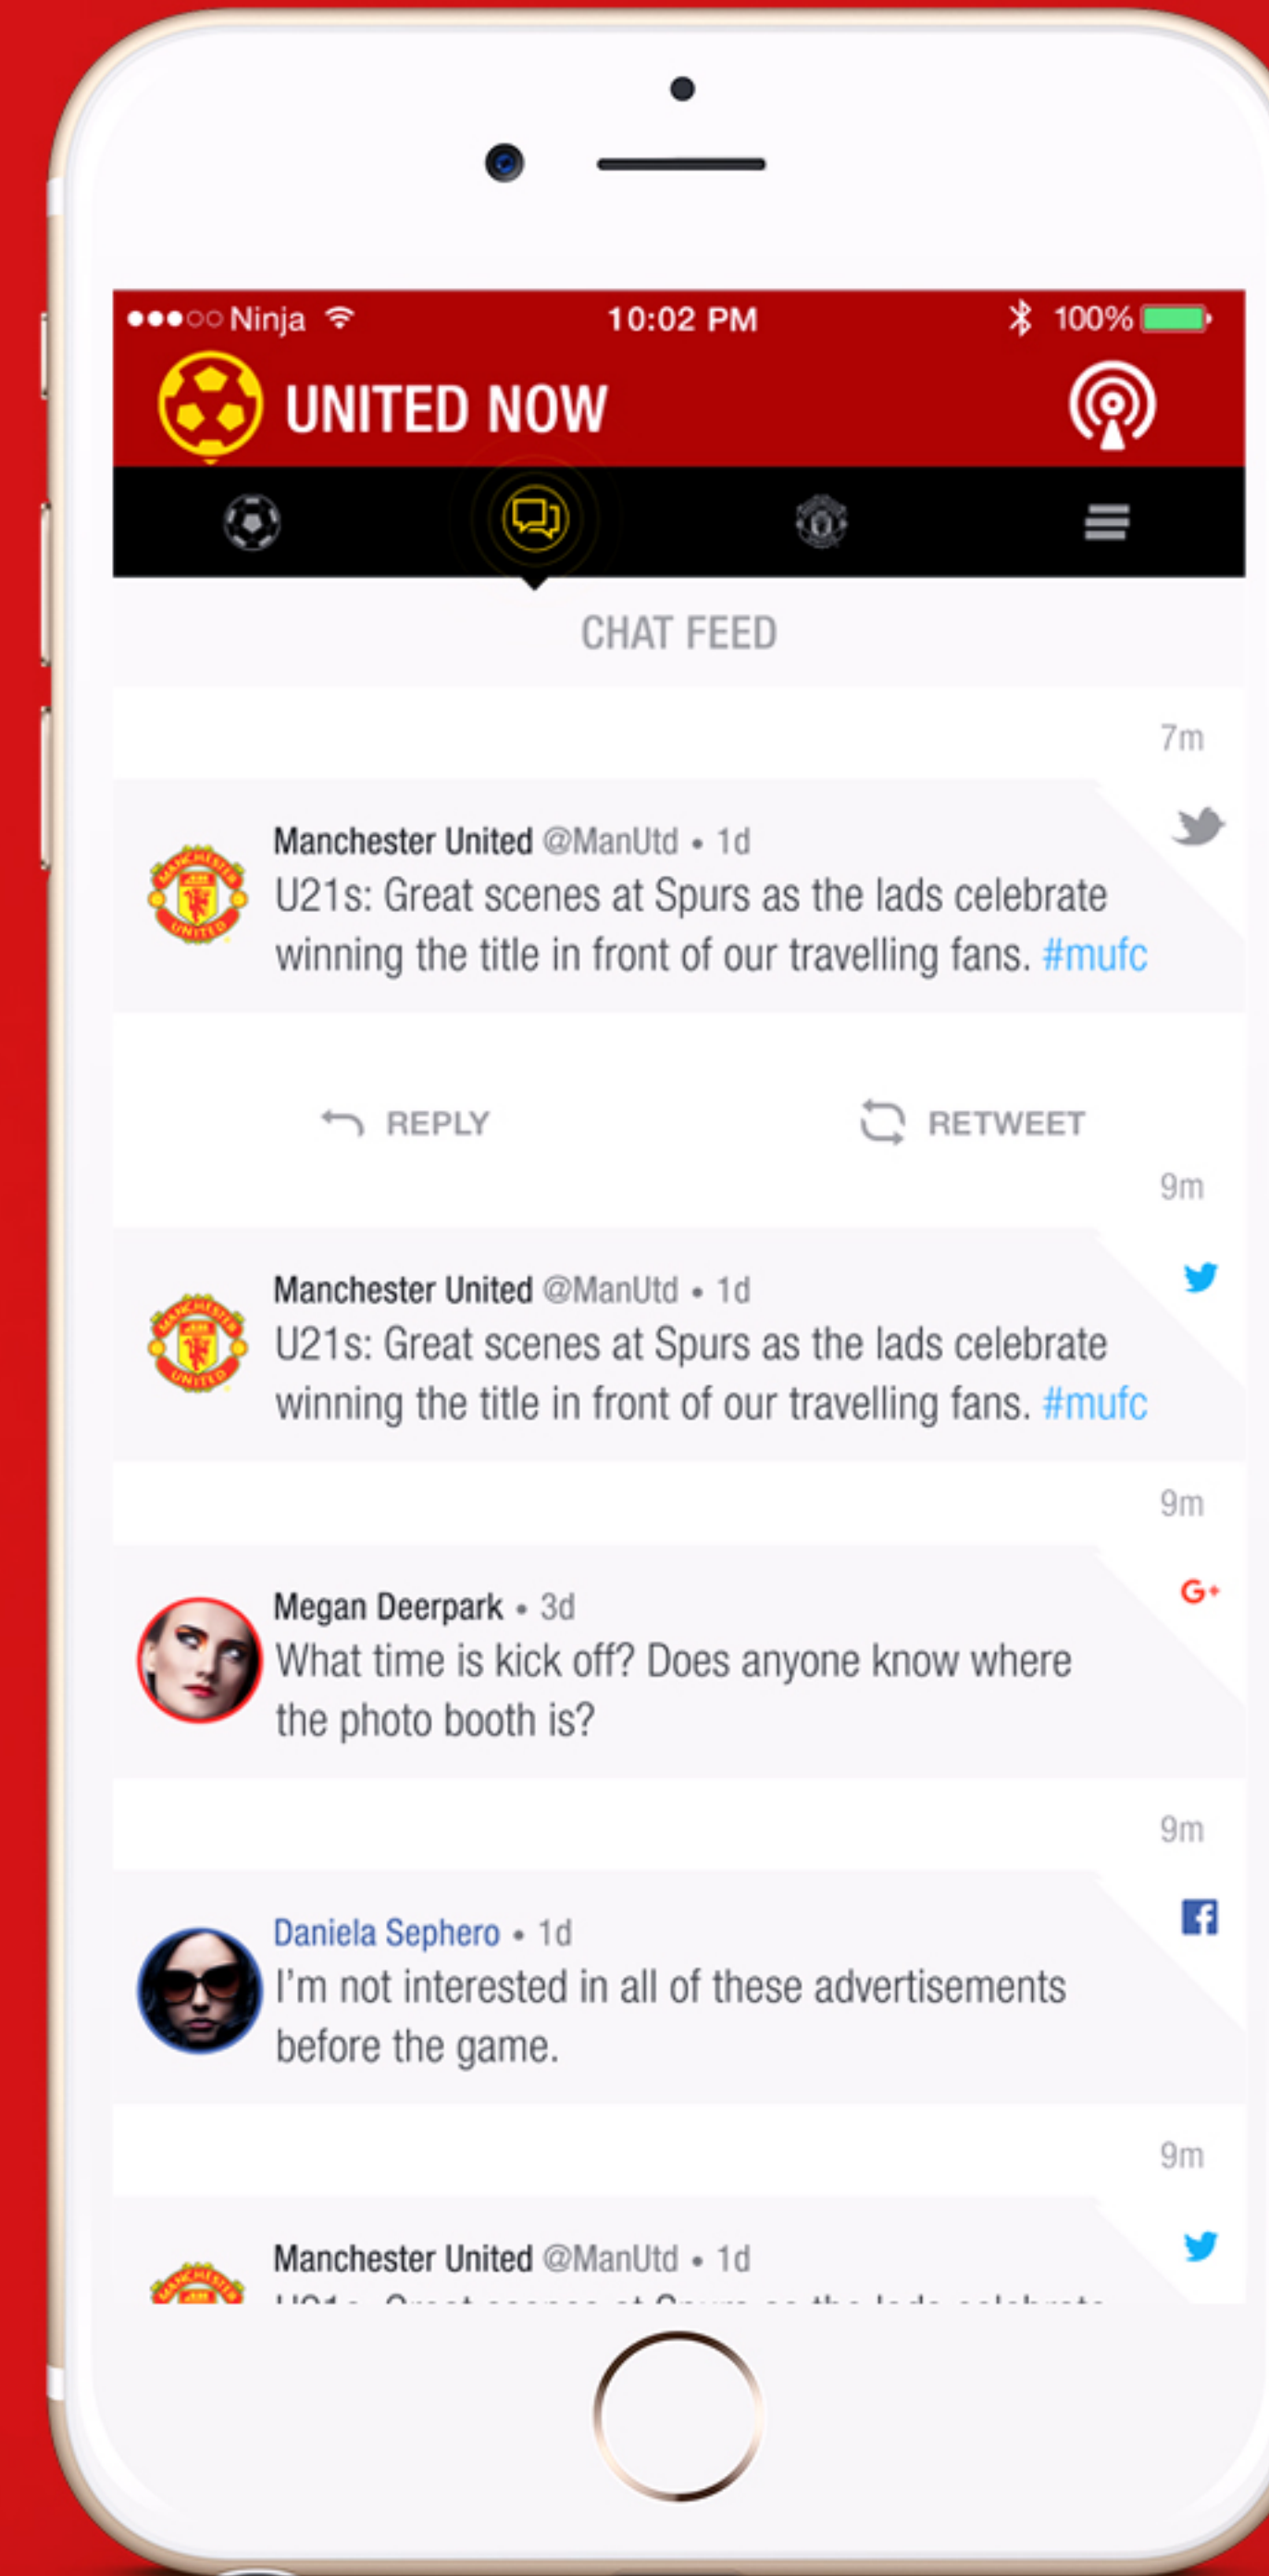 Ninja 10:02 PM 100%
UNITED NOW
CHAT FEED
7m
Manchester United @ManUtd • 1d
U21s: Great scenes at Spurs as the lads celebrate
winning the title in front of our travelling fans. #mufc
REPLY RETWEET
9m
Manchester United @ManUtd • 1d
U21s: Great scenes at Spurs as the lads celebrate
winning the title in front of our travelling fans. #mufc
9m
G+
Megan Deerpark • 3d
What time is kick off? Does anyone know where
the photo booth is?
9m
f
Daniela Sephero • 1d
I'm not interested in all of these advertisements
before the game.
9m
Manchester United @ManUtd • 1d
MANCHESTER
UNITED
MANCHESTER
UNITED
MANCHESTER